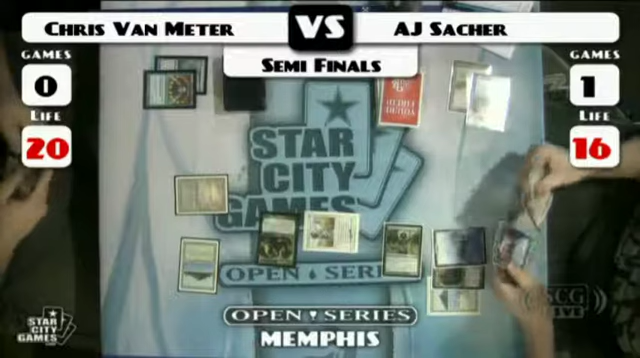 CHRIS VAN METER
VS
AJ SACHER
SEMI FINALS
GAMES
0
LIFE
20
GAMES
1
LIFE
16
STAR
CITY
GAMES
OPEN SERI
OPEN SERIES
MEMPHIS
STAR
CITY
GAMES
SCG
LIVE